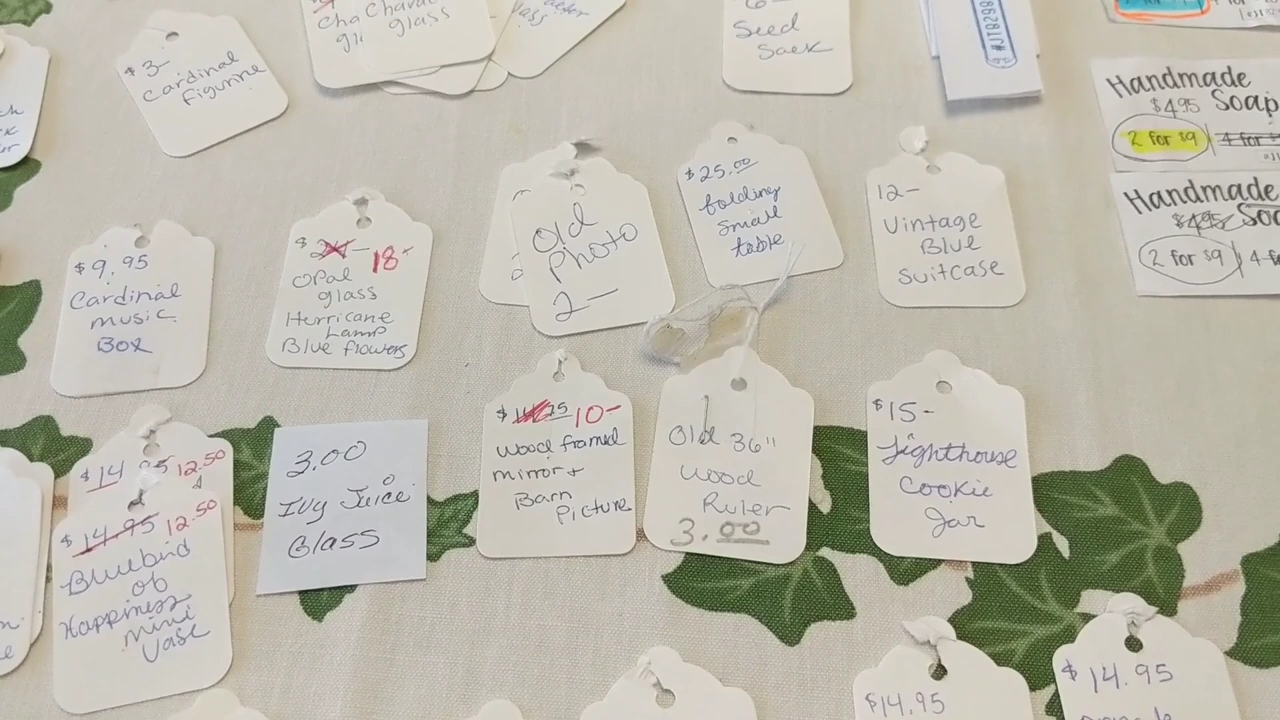 $3-
Cardinal
Figurine
glass
glass
Seed
Sack
#JT8289
Handmade
$4.95 Soap
2 for $9
Handmade
$4.95
2 for $9
$9.95
Cardinal
music
Box
$ 18-
Opal
glass
Hurricane
Lamp
Blue flowers
Old
Photo
2-
$25.00
folding
small
table
12-
Vintage
Blue
Suitcase
$14.95 12.50
$14.95 12.50
Bluebird
of
Happiness
mini
Vase
3.00
Ivy Juice
Glass
$ 10-
Wood framed
mirror +
Barn
Picture
Old 36"
Wood
Ruler
3.00
$15-
Lighthouse
Cookie
Jar
$14.95
$14.95